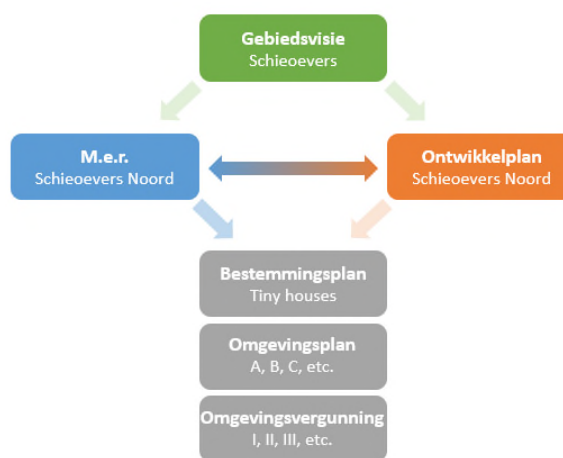 Gebiedsvisie
Schieoevers
M.e.r.
Schieoevers Noord
Ontwikkelplan
Schieoevers Noord
Bestemmingsplan
Tiny houses
Omgevingsplan
A, B, C, etc.
Omgevingsvergunning
I, II, III, etc.